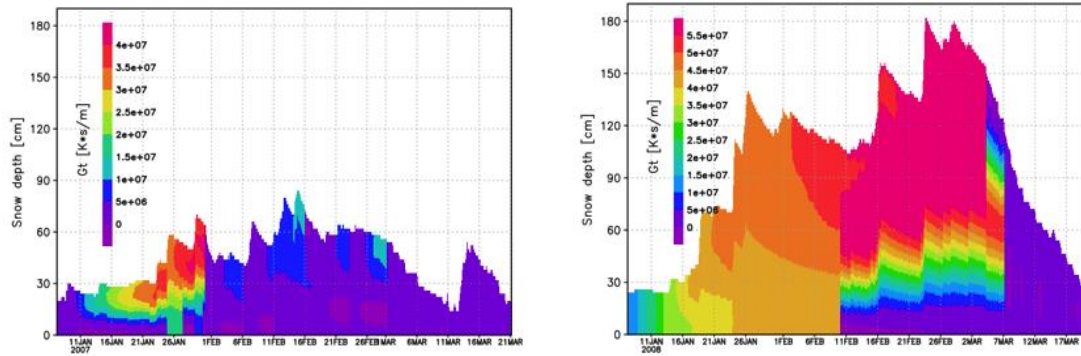 180
150
120
90
60
30
0
Snow depth [cm]
Gt [K*s/m]
4e+07
3.5e+07
3e+07
2.5e+07
2e+07
1.5e+07
1e+07
5e+06
0
11JAN 16JAN 21JAN 26JAN 1FEB 6FEB 11FEB 16FEB 21FEB 6MAR 11MAR 16MAR 21MAR
2007
180
150
120
90
60
30
0
Snow depth [cm]
Gt [K*s/m]
5.5e+07
5e+07
4.5e+07
4e+07
3.5e+07
3e+07
2.5e+07
2e+07
1.5e+07
1e+07
5e+06
0
11JAN 16JAN 21JAN 26JAN 1FEB 6FEB 11FEB 16FEB 21FEB 26FEB 2MAR 7MAR 12MAR 17MAR
2008